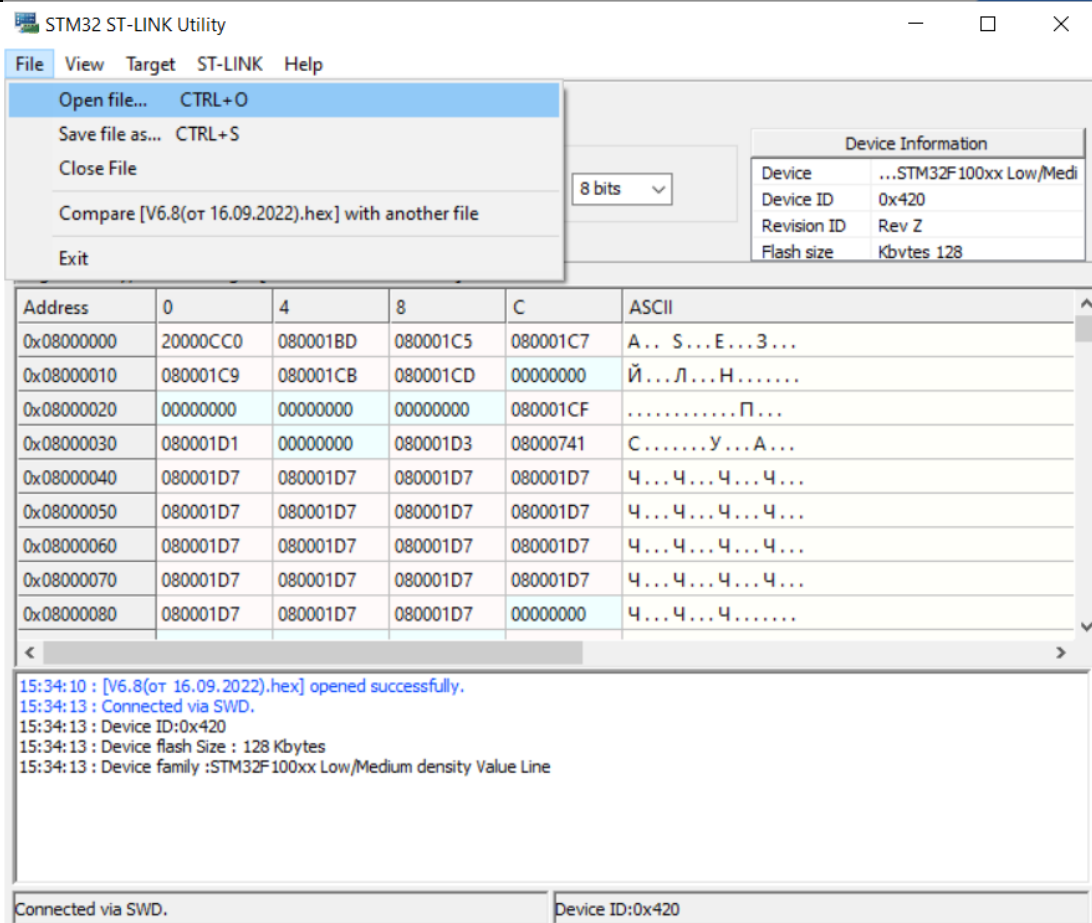 STM32 ST-LINK Utility
File View Target ST-LINK Help
Open file... CTRL+O
Save file as... CTRL+S
Close File
Compare [V6.8(от 16.09.2022).hex] with another file
Exit
8 bits
Device Information
Device ...STM32F100xx Low/Medi
Device ID 0x420
Revision ID Rev Z
Flash size Kbytes 128
Address 0 4 8 C ASCII
0x08000000 20000CC0 080001BD 080001C5 080001C7 А.. Ѕ...Е...З...
0x08000010 080001C9 080001CB 080001CD 00000000 Й...Л...Н.......
0x08000020 00000000 00000000 00000000 080001CF ............П...
0x08000030 080001D1 00000000 080001D3 08000741 С.......У...A...
0x08000040 080001D7 080001D7 080001D7 080001D7 Ч...Ч...Ч...Ч...
0x08000050 080001D7 080001D7 080001D7 080001D7 Ч...Ч...Ч...Ч...
0x08000060 080001D7 080001D7 080001D7 080001D7 Ч...Ч...Ч...Ч...
0x08000070 080001D7 080001D7 080001D7 080001D7 Ч...Ч...Ч...Ч...
0x08000080 080001D7 080001D7 080001D7 00000000 Ч...Ч...Ч.......
15:34:10 : [V6.8(от 16.09.2022).hex] opened successfully.
15:34:13 : Connected via SWD.
15:34:13 : Device ID:0x420
15:34:13 : Device flash Size : 128 Kbytes
15:34:13 : Device family :STM32F100xx Low/Medium density Value Line
Connected via SWD.
Device ID:0x420